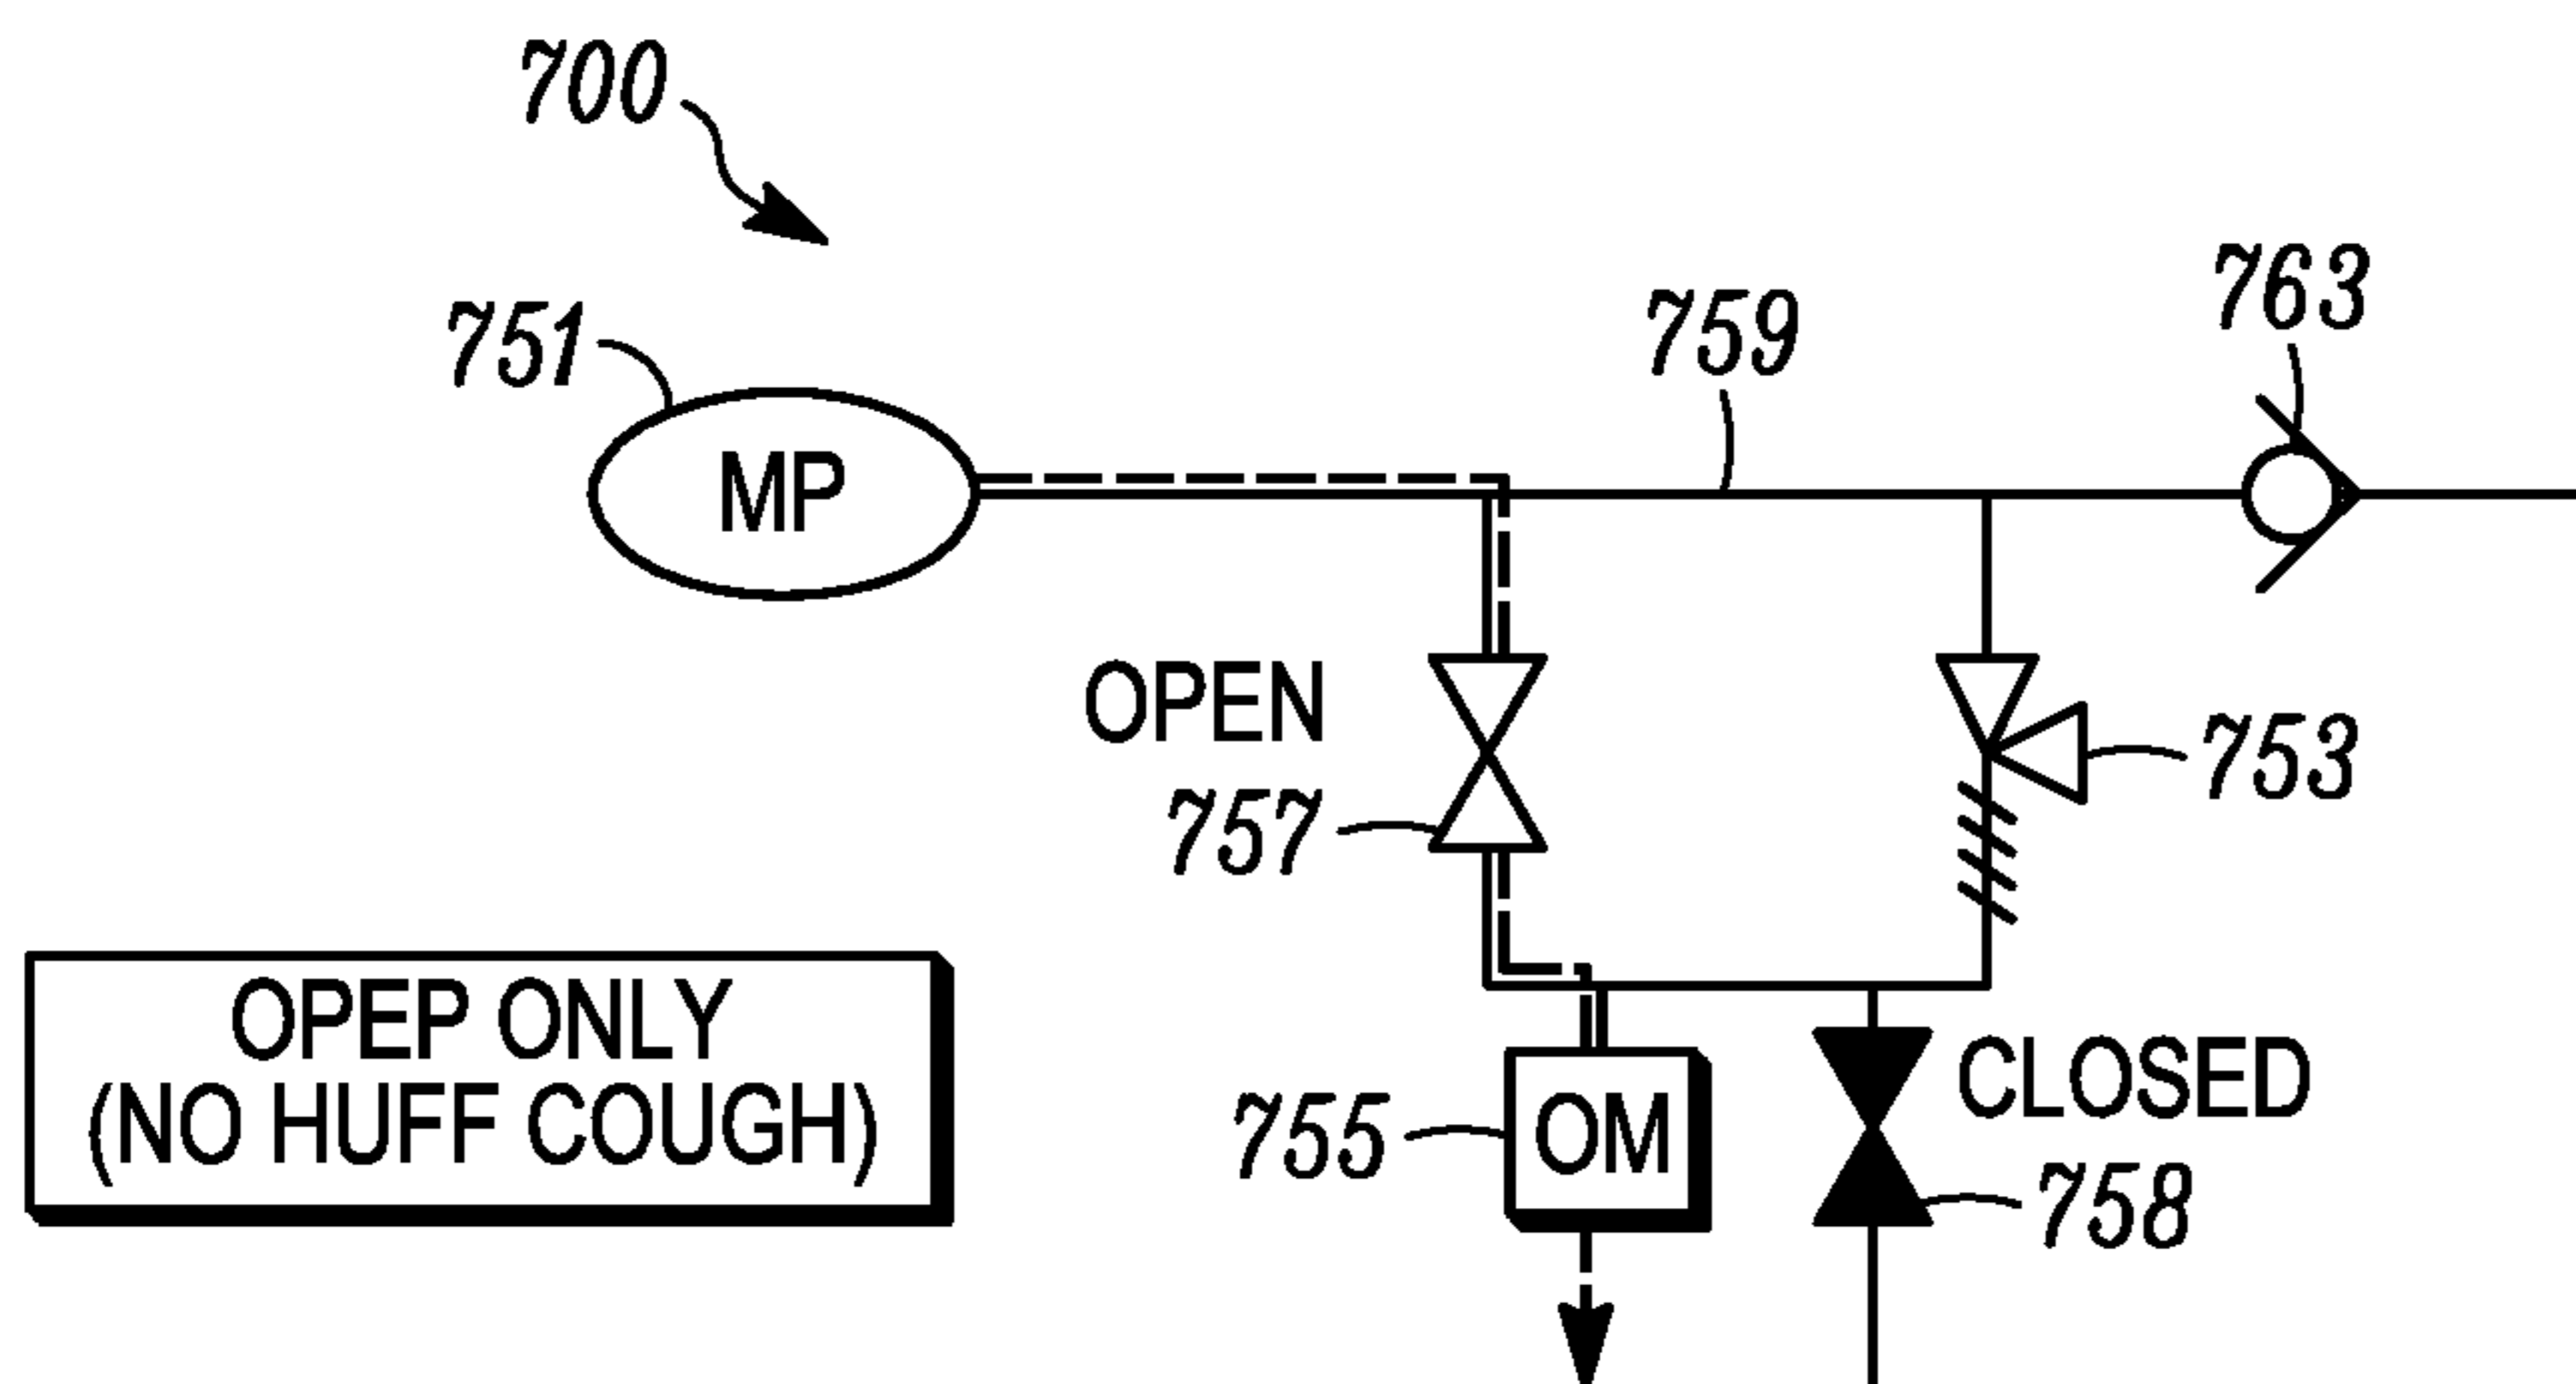 700
751
MP
759
763
OPEN
757
753
OPEP ONLY
(NO HUFF COUGH)
755
OM
CLOSED
758